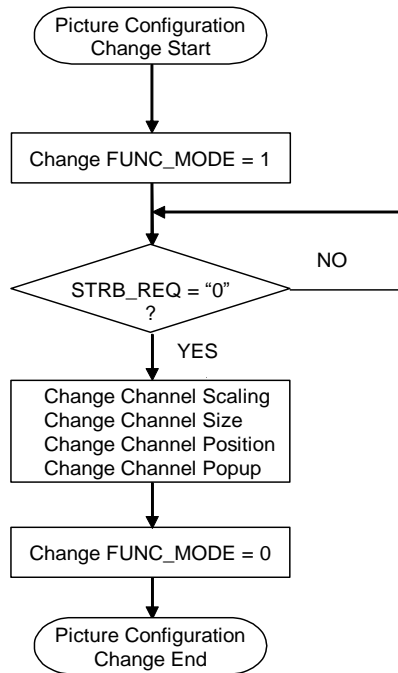 Picture Configuration
Change Start
Change FUNC_MODE = 1
NO
STRB_REQ = “0”
?
YES
Change Channel Scaling
Change Channel Size
Change Channel Position
Change Channel Popup
Change FUNC_MODE = 0
Picture Configuration
Change End